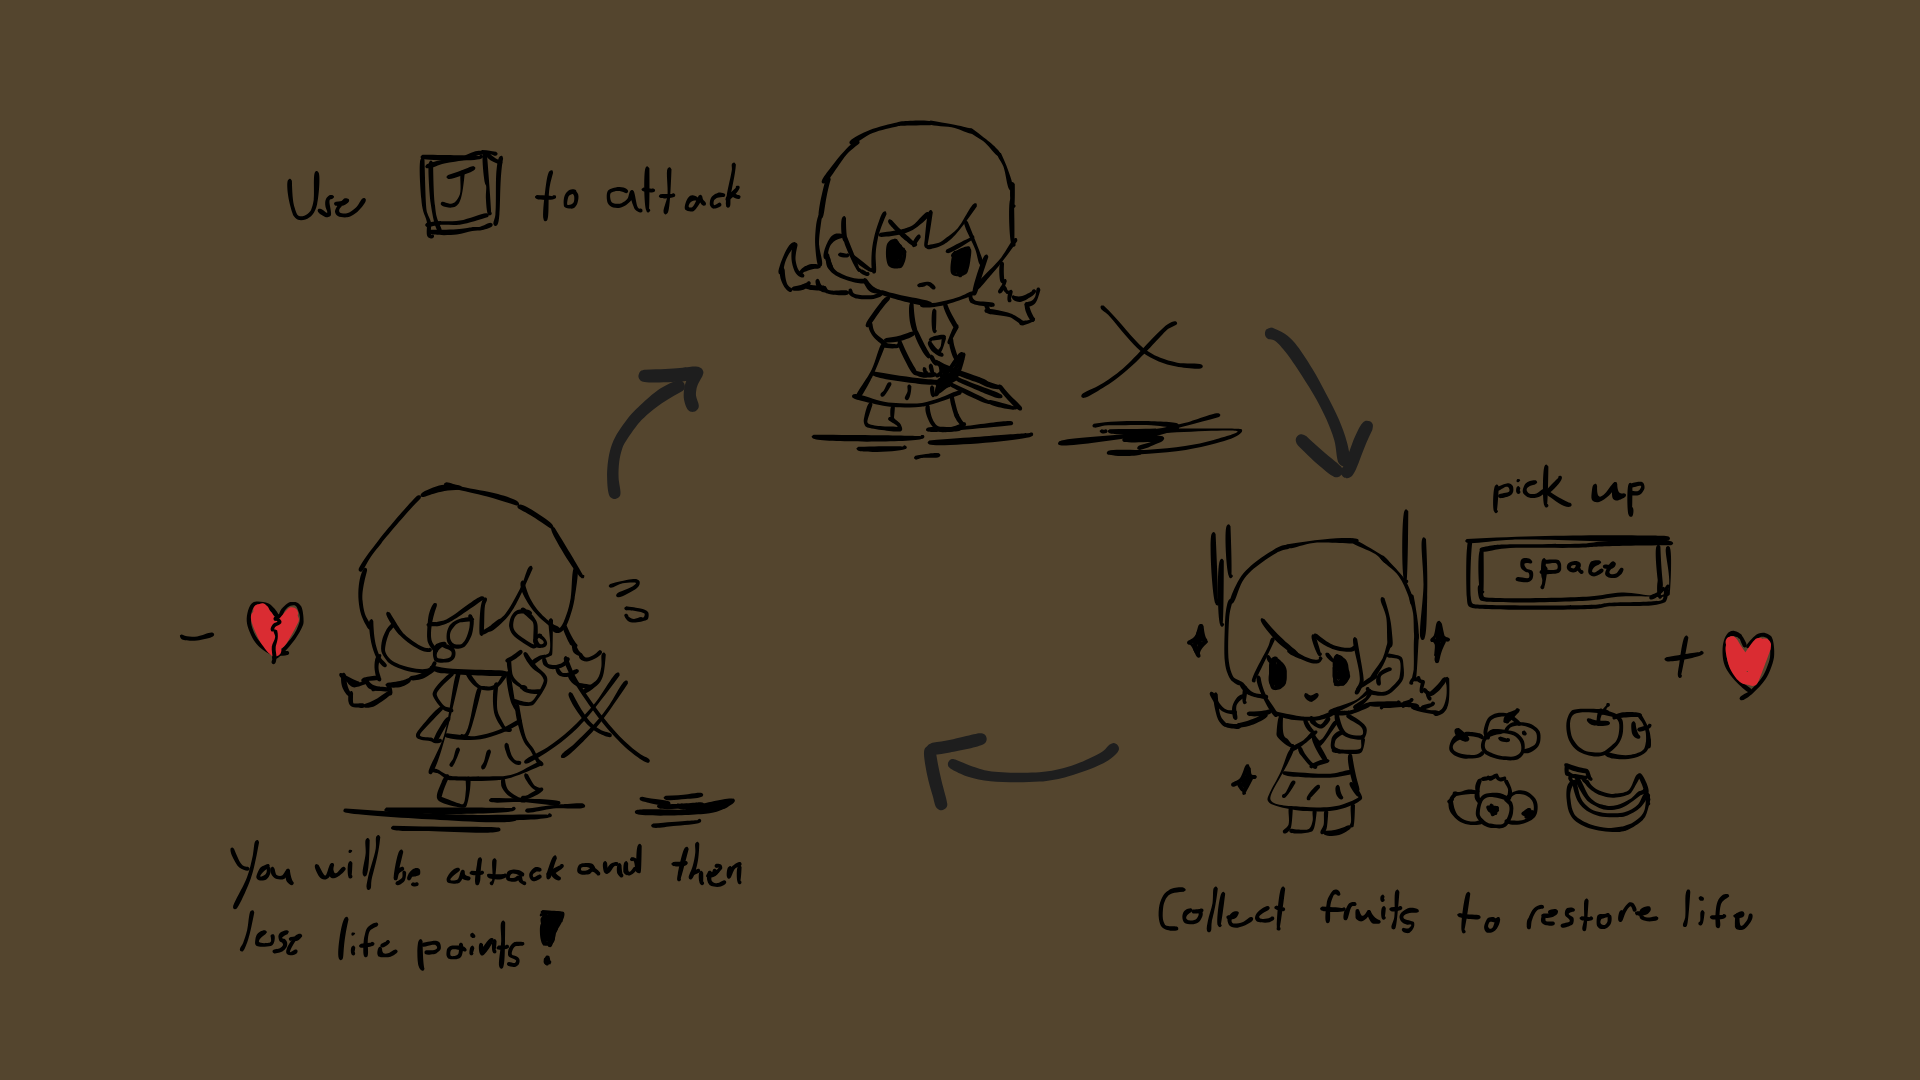 Use J to attack
pick up
space
+
-
You will be attack and then
lose life points!
Collect fruits to restore life